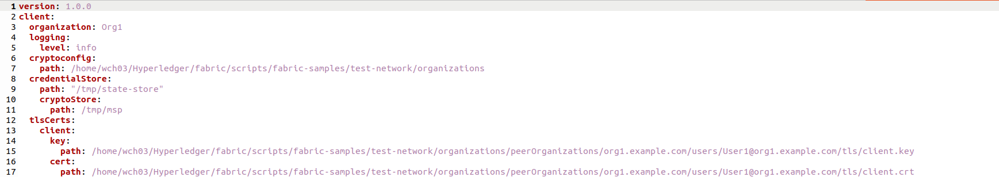 1 version: 1.0.0
2 client:
3   organization: Org1
4   logging:
5     level: info
6   cryptoconfig:
7     path: /home/wch03/Hyperledger/fabric/scripts/fabric-samples/test-network/organizations
8   credentialStore:
9     path: "/tmp/state-store"
10     cryptoStore:
11       path: /tmp/msp
12   tlsCerts:
13     client:
14       key:
15         path: /home/wch03/Hyperledger/fabric/scripts/fabric-samples/test-network/organizations/peerOrganizations/org1.example.com/users/User1@org1.example.com/tls/client.key
16       cert:
17         path: /home/wch03/Hyperledger/fabric/scripts/fabric-samples/test-network/organizations/peerOrganizations/org1.example.com/users/User1@org1.example.com/tls/client.crt